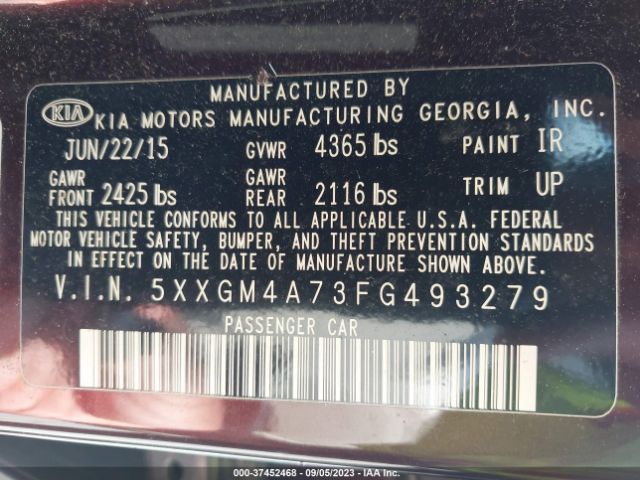 MANUFACTURED BY
KIA KIA MOTORS MANUFACTURING GEORGIA, INC.
JUN/22/15 GVWR 4365 lbs PAINT IR
GAWR FRONT 2425 lbs GAWR REAR 2116 lbs TRIM UP
THIS VEHICLE CONFORMS TO ALL APPLICABLE U.S.A. FEDERAL
MOTOR VEHICLE SAFETY, BUMPER, AND THEFT PREVENTION STANDARDS
IN EFFECT ON THE DATE OF MANUFACTURE SHOWN ABOVE.
V.I.N. 5XXGM4A73FG493279
PASSENGER CAR
000-37452468 - 09/05/2023 - IAA Inc.